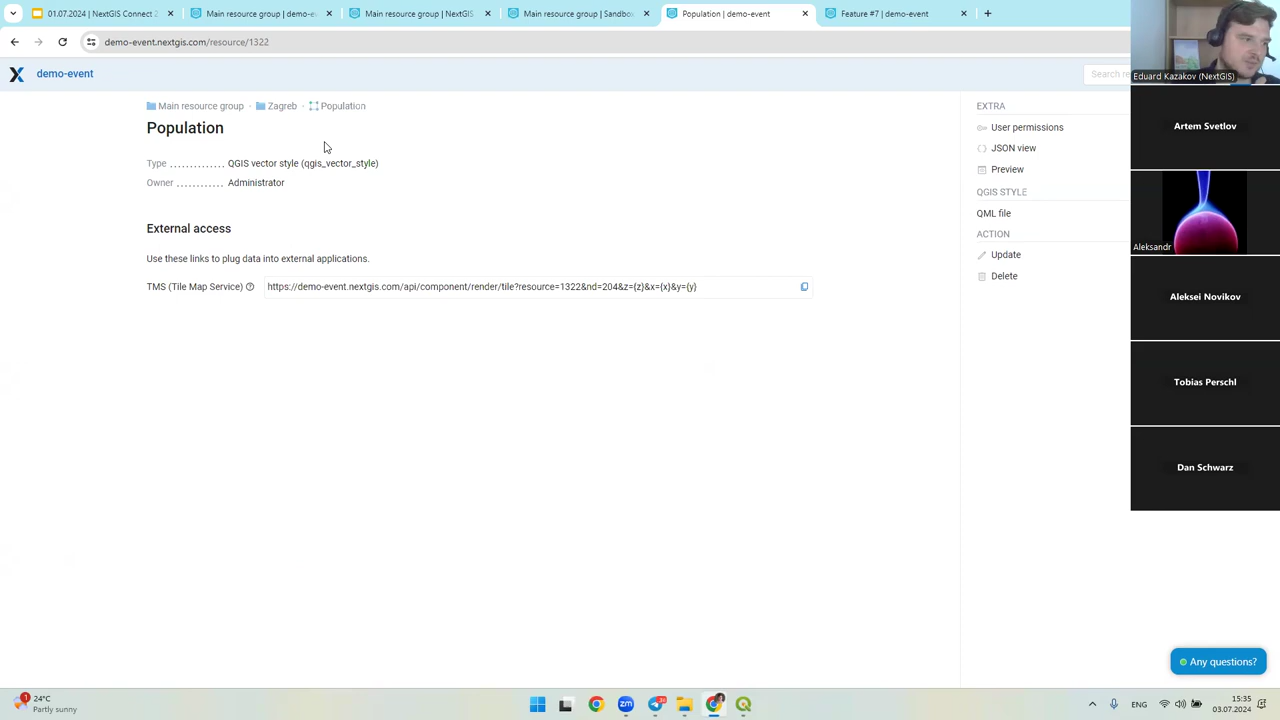 01.07.2024 | NextGIS Connect 2
Main resource group | demo-eve
Main resource group | NextGIS
Main resource group | Sandbo
Population | demo-event
Feature #7 | demo-event
demo-event.nextgis.com/resource/1322
demo-event
Search re
Main resource group · Zagreb · Population
Population
Type QGIS vector style (qgis_vector_style)
Owner Administrator
External access
Use these links to plug data into external applications.
TMS (Tile Map Service) https://demo-event.nextgis.com/api/component/render/tile?resource=1322&nd=204&z={z}&x={x}&y={y}
EXTRA
User permissions
JSON view
Preview
QGIS STYLE
QML file
ACTION
Update
Delete
Eduard Kazakov (NextGIS)
Artem Svetlov
Aleksandr
Aleksei Novikov
Tobias Perschl
Dan Schwarz
Any questions?
1
24°C
Partly sunny
ENG
15:35
03.07.2024